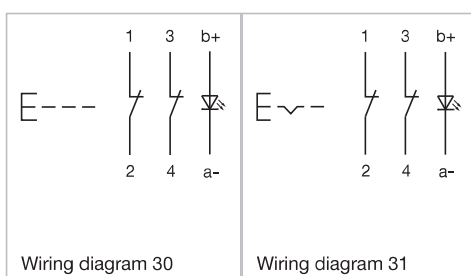 1 3 b+
2 4 a-
Wiring diagram 30
1 3 b+
2 4 a-
Wiring diagram 31